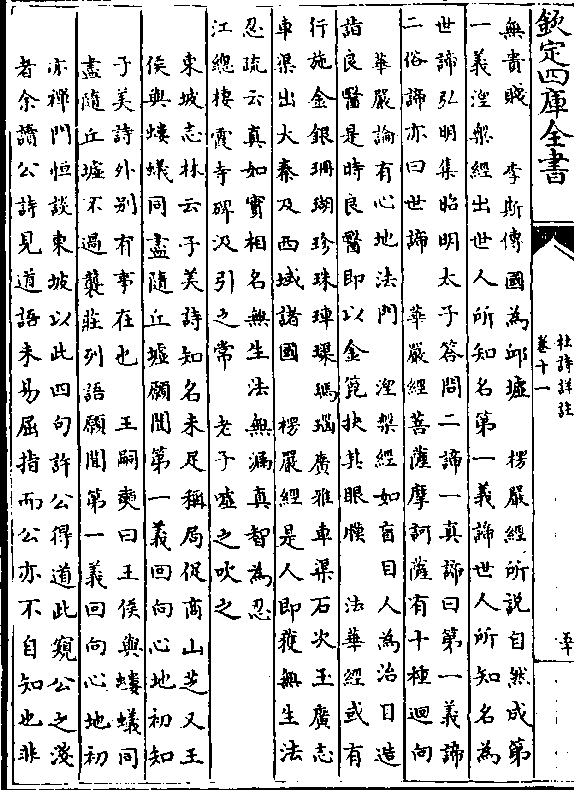 欽定四庫全書
杜詩詳註
卷十一
無貴賤　李斯傳國為邱墟　楞嚴經所說自然成第
一義湼槃經出世人所知名第一義諦世人所知名為
世諦弘明集昭明太子答問二諦一真諦曰第一義諦
二俗諦亦曰世諦　華嚴經菩薩摩訶薩有十種迴向
華嚴論有心地法門　湼槃經如盲目人為治目造
詣良醫是時良醫即以金箆抉其眼膜　法華經或有
行施金銀珊瑚珍珠硨磲瑪瑙廣雅車渠石次玉廣志
車渠出大秦及西域諸國　楞嚴經是人即獲無生法
忍疏云真如實相名無生法無漏真智為忍
江總棲霞寺碑汲引之常　老子噓之吹之
東坡志林云子美詩知名未足稱局促商山芝又王
侯與螻蟻同盡隨丘墟願聞第一義回向心地初知
子美詩外別有事在也　王嗣奭曰王侯與螻蟻同
盡隨丘墟不過襲莊列語願聞第一義回向心地初
亦禪門恒談東坡以此四句許公得道此窺公之淺
者余讀公詩見道語未易屈指而公亦不自知也非